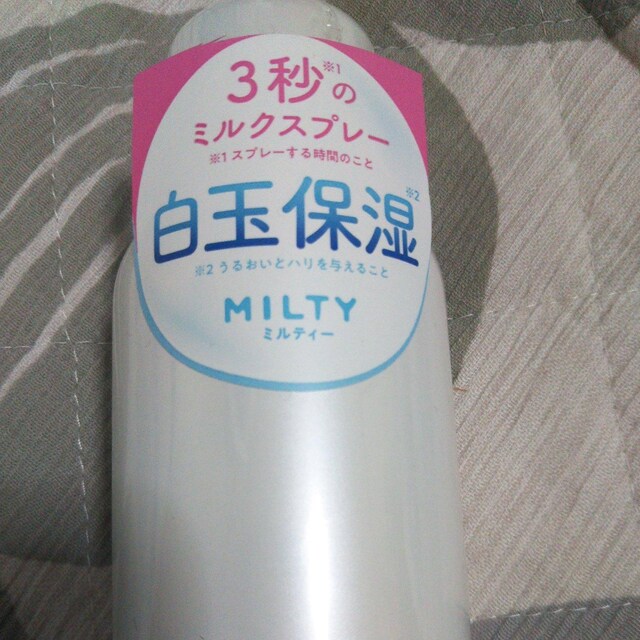 3秒※1の
ミルクスプレー
※1 スプレーする時間のこと
白玉保湿※2
※2 うるおいとハリを与えること
MILTY
ミルティー